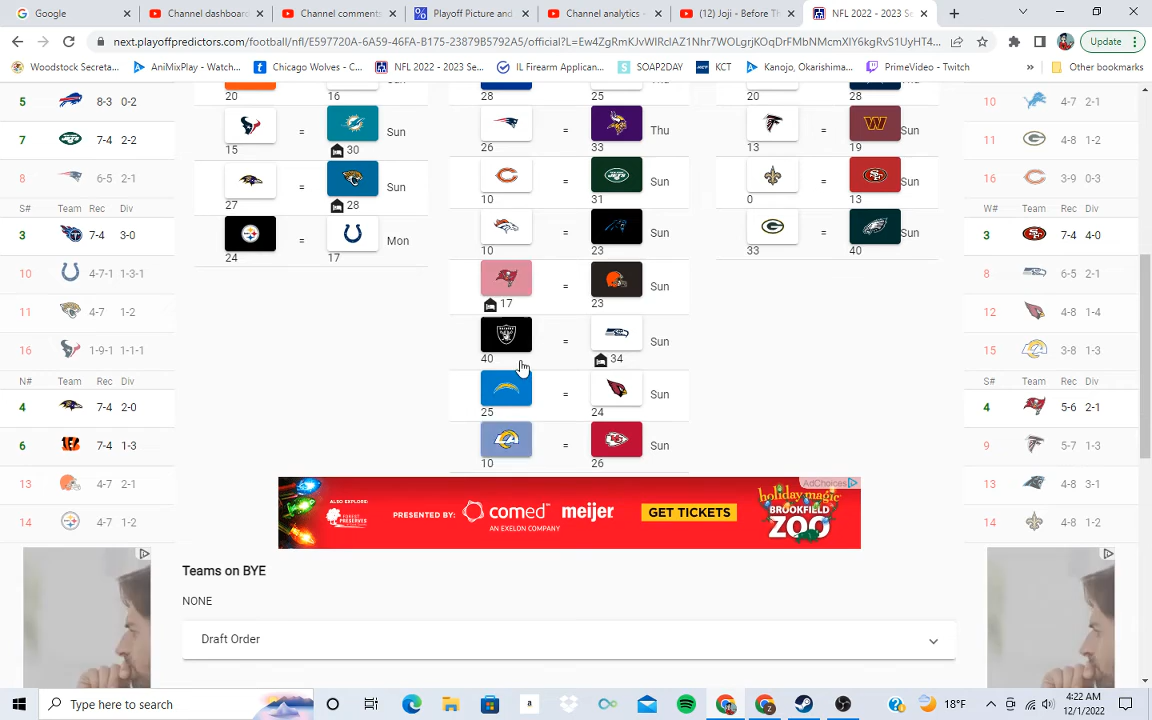 Google
Channel dashboard
Channel comments
Playoff Picture and
Channel analytics -
(12) Joji - Before Th
NFL 2022 - 2023 Se
next.playoffpredictors.com/football/nfl/E597720A-6A59-46FA-B175-23879B5792A5/official?L=Ew4ZgRmKJvWlRclAZ1Nhr7WOLgrjKOqDrFMbNMcmXIY6kgRvS1UyHT4...
Update
Woodstock Secreta...
AniMixPlay - Watch...
Chicago Wolves - C...
NFL 2022 - 2023 Se...
IL Firearm Applican...
SOAP2DAY
KCT
Kanojo, Okarishima...
PrimeVideo - Twitch
»
Other bookmarks
5 8-3 0-2
7 7-4 2-2
8 6-5 2-1
S# Team Rec Div
3 7-4 3-0
10 4-7-1 1-3-1
11 4-7 1-2
16 1-9-1 1-1-1
N# Team Rec Div
4 7-4 2-0
6 7-4 1-3
13 4-7 2-1
14 4-7 1-2
20 16
= Sun
15 30
= Sun
27 28
= Mon
24 17
28 25
= Thu
26 33
= Sun
10 31
= Sun
10 23
= Sun
17 23
= Sun
40 34
= Sun
25 24
= Sun
10 26
20 28
= Sun
13 19
= Sun
0 13
= Sun
33 40
10 4-7 2-1
11 4-8 1-2
16 3-9 0-3
W# Team Rec Div
3 7-4 4-0
8 6-5 2-1
12 4-8 1-4
15 3-8 1-3
S# Team Rec Div
4 5-6 2-1
9 5-7 1-3
13 4-8 3-1
14 4-8 1-2
ALSO EXPLORE:
FOREST PRESERVES
PRESENTED BY: comed meijer
AN EXELON COMPANY
GET TICKETS
AdChoices
holiday magic
BROOKFIELD
ZOO
Teams on BYE
NONE
Draft Order
Type here to search
18°F
4:22 AM
12/1/2022